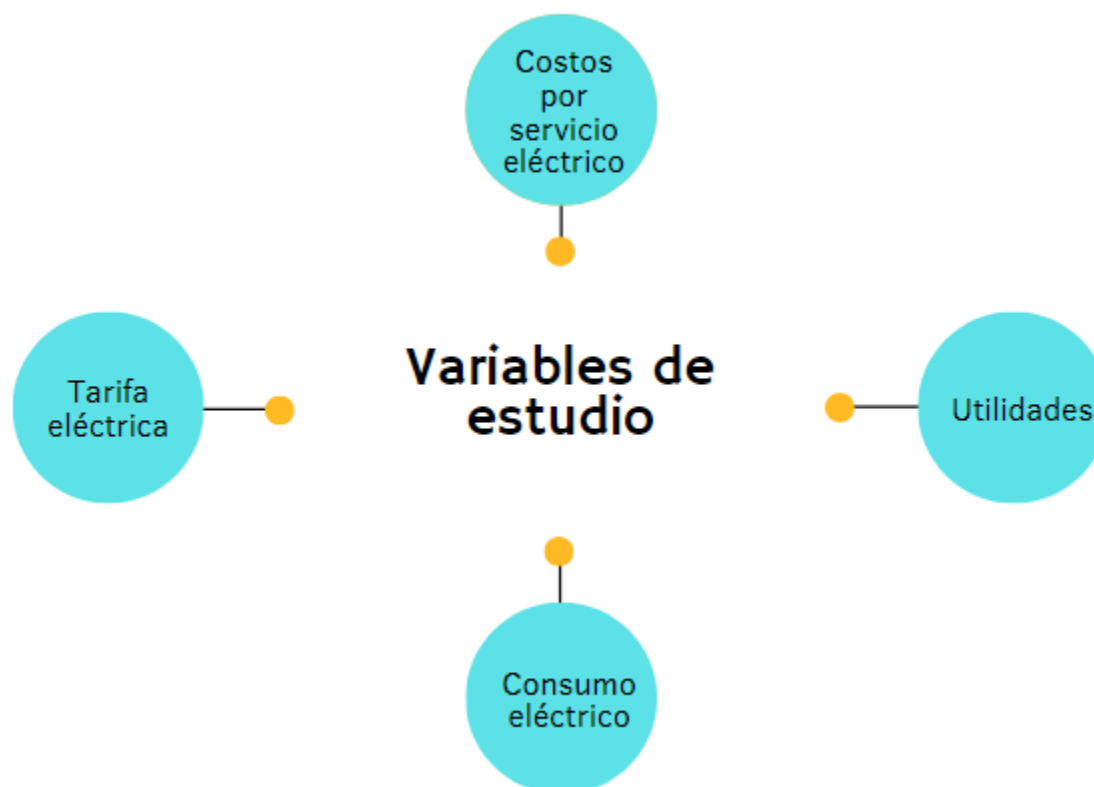 Costos
por
servicio
eléctrico
Variables de
estudio
Tarifa
eléctrica
Utilidades
Consumo
eléctrico